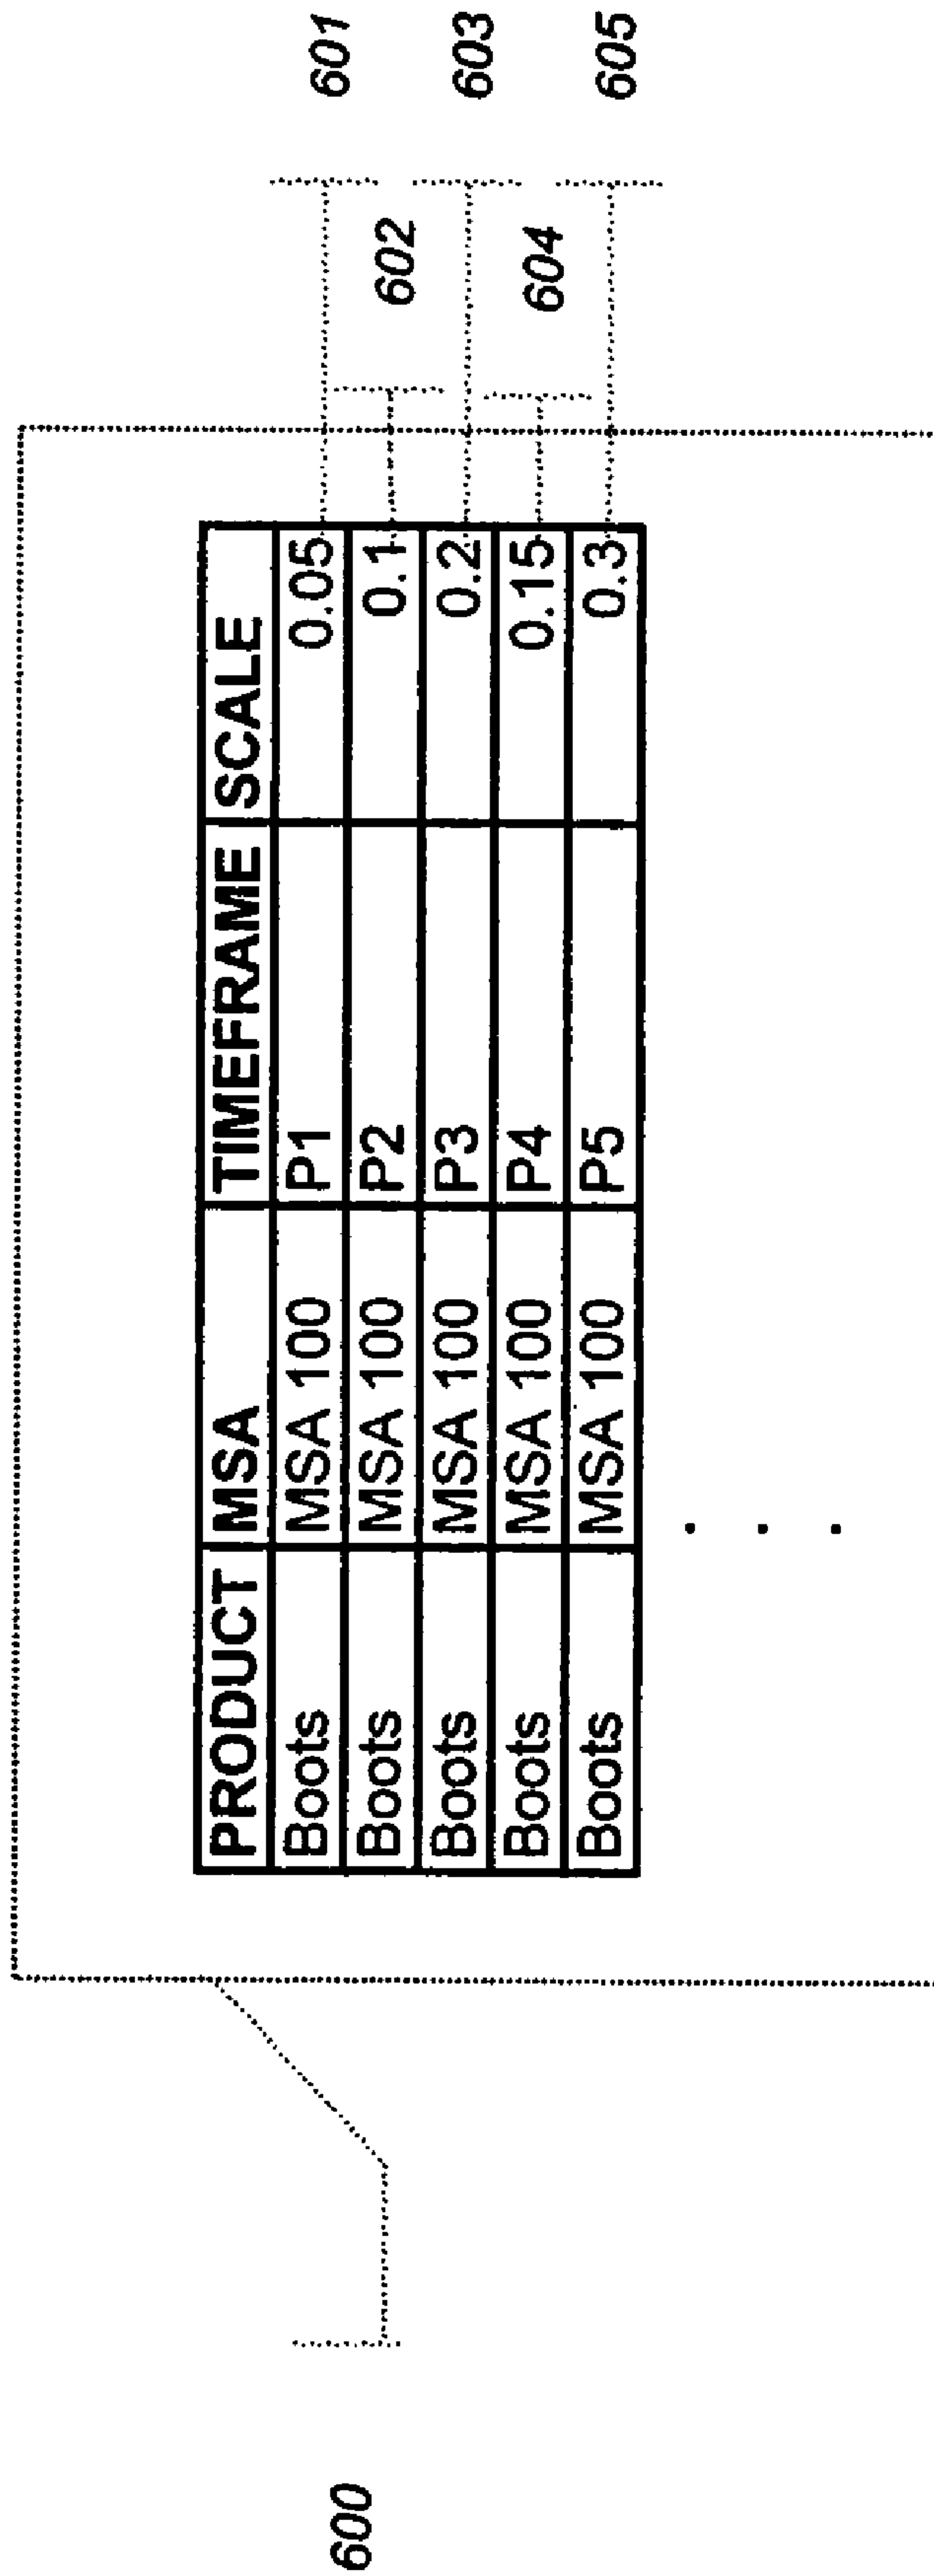 PRODUCT MSA TIMEFRAME SCALE
Boots MSA 100 P1 0.05 601
Boots MSA 100 P2 0.1 602
Boots MSA 100 P3 0.2 603
Boots MSA 100 P4 0.15 604
Boots MSA 100 P5 0.3 605
. . .
600